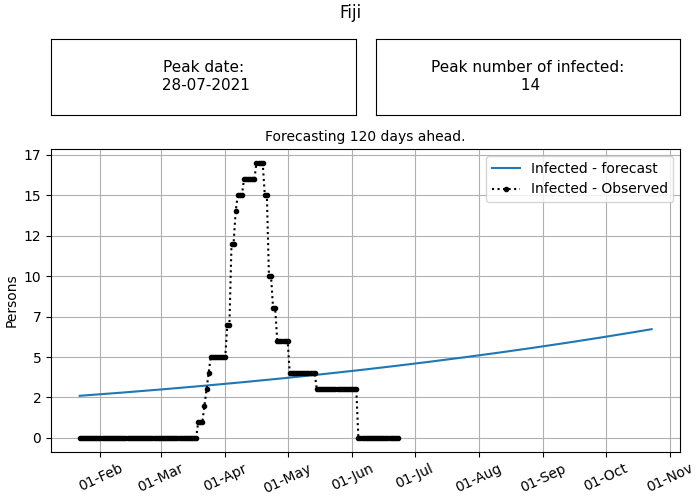 Fiji
Peak date:
28-07-2021
Peak number of infected:
14
Forecasting 120 days ahead.
Infected - forecast
Infected - Observed
Persons
17
15
12
10
7
5
2
0
01-Feb
01-Mar
01-Apr
01-May
01-Jun
01-Jul
01-Aug
01-Sep
01-Oct
01-Nov